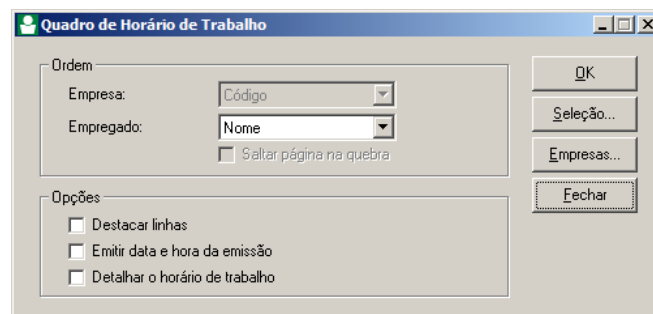 Quadro de Horário de Trabalho
Ordem
Empresa: Código
Empregado: Nome
Saltar página na quebra
Opções
Destacar linhas
Emitir data e hora da emissão
Detalhar o horário de trabalho
OK
Seleção...
Empresas...
Fechar